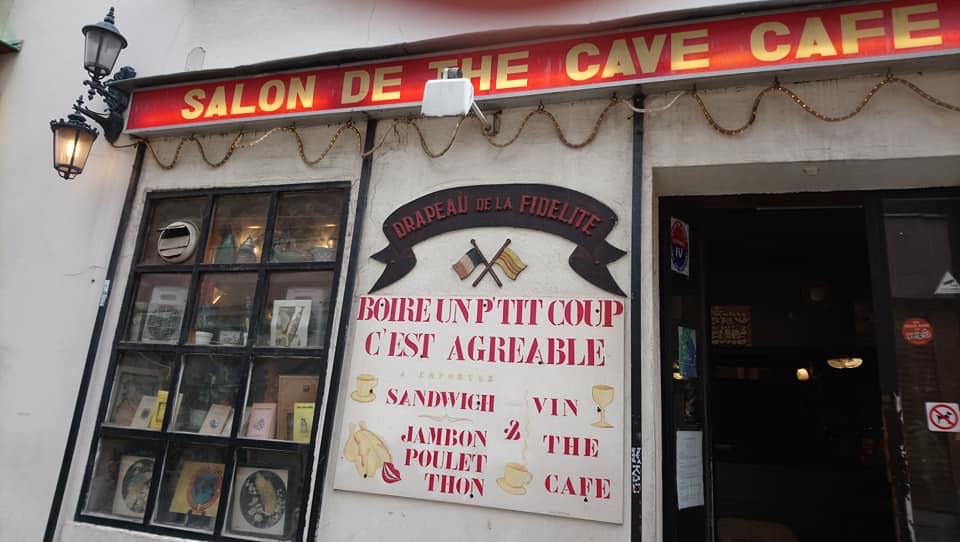 SALON DE THE CAVE CAFE
DRAPEAU DE LA FIDELITE
BOIRE UN P'TIT COUP
C'EST AGREABLE
A EMPORTER
SANDWICH
JAMBON
POULET
THON
&
VIN
THE
CAFE
IV